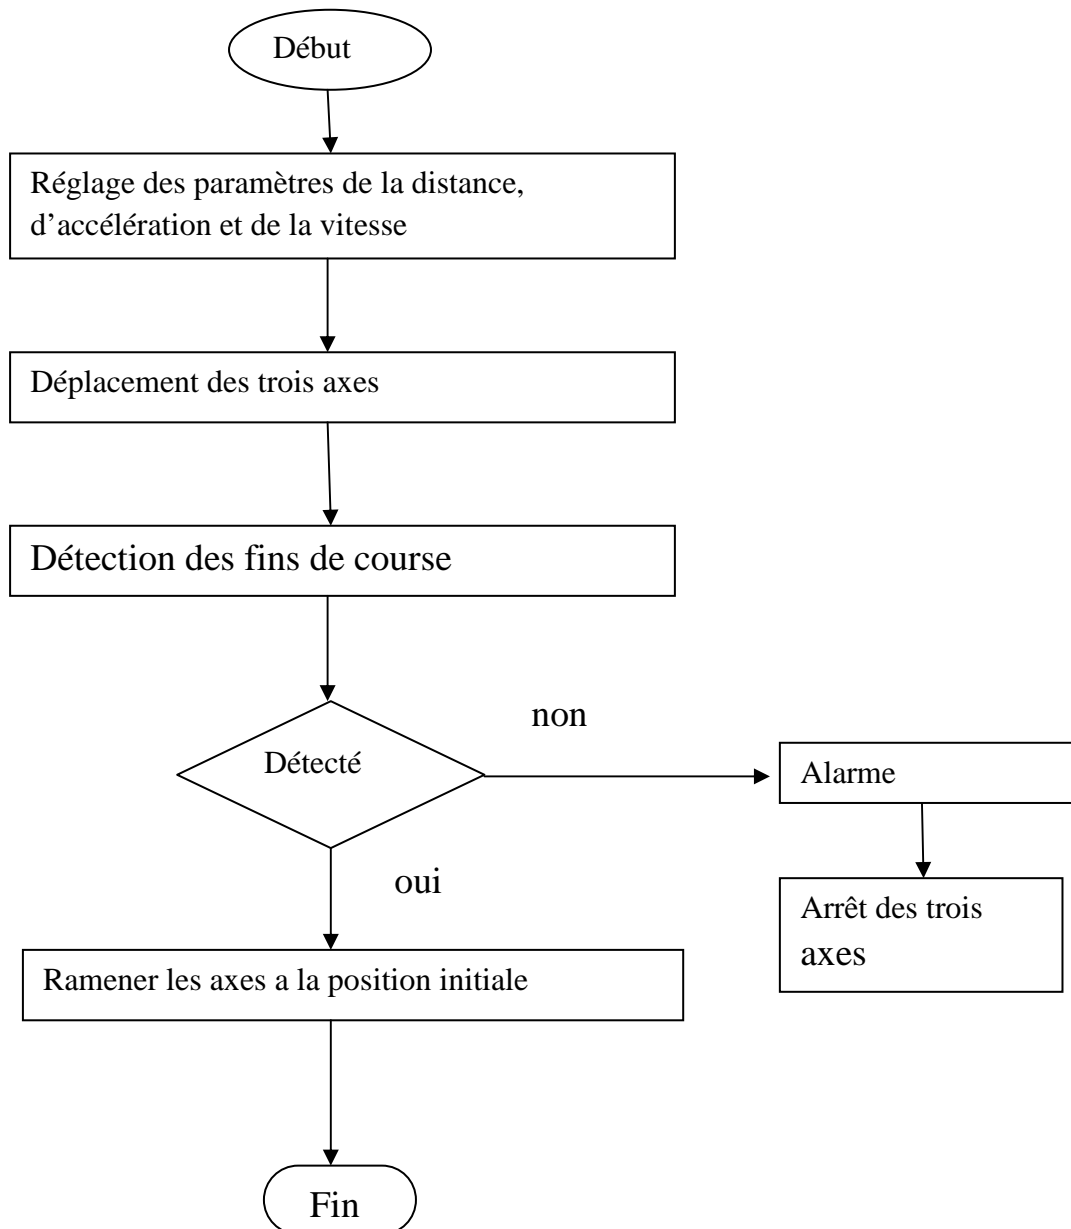 Début
Réglage des paramètres de la distance,
d’accélération et de la vitesse
Déplacement des trois axes
Détection des fins de course
Détecté
non
Alarme
oui
Arrêt des trois
axes
Ramener les axes a la position initiale
Fin